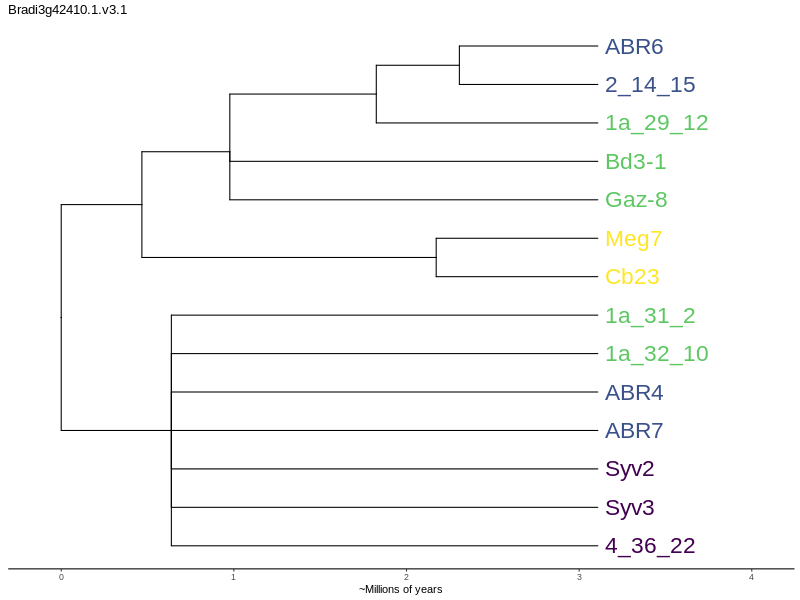 Bradi3g42410.1.v3.1
ABR6
2_14_15
1a_29_12
Bd3-1
Gaz-8
Meg7
Cb23
1a_31_2
1a_32_10
ABR4
ABR7
Syv2
Syv3
4_36_22
0 1 2 3 4
~Millions of years